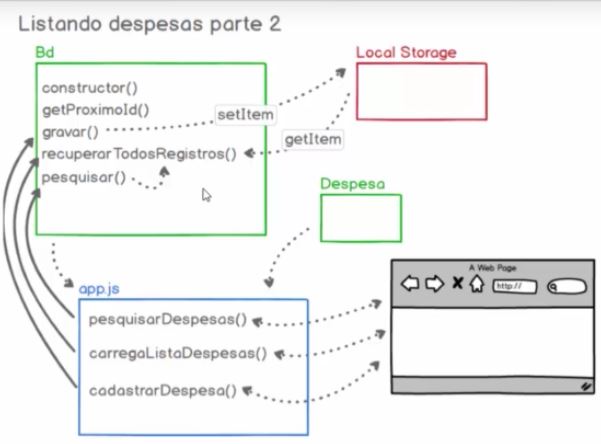 Listando despesas parte 2
Bd
Local Storage
constructor()
getProximoId()
gravar()
setItem
getItem
recuperarTodosRegistros()
pesquisar()
Despesa
A Web Page
http://
app.js
pesquisarDespesas()
carregaListaDespesas()
cadastrarDespesa()